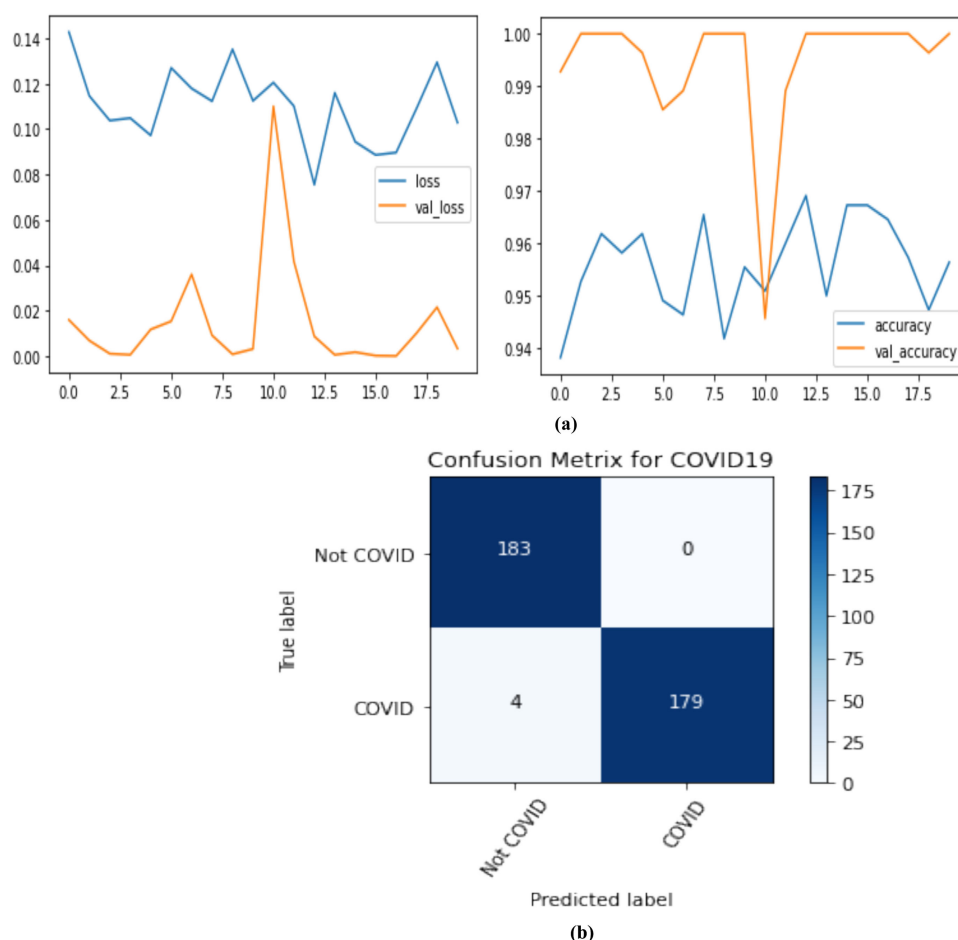 0.14
0.12
0.10
0.08
0.06
0.04
0.02
0.00
loss
val_loss
0.0 2.5 5.0 7.5 10.0 12.5 15.0 17.5
1.00
0.99
0.98
0.97
0.96
0.95
0.94
accuracy
val_accuracy
0.0 2.5 5.0 7.5 10.0 12.5 15.0 17.5
(a)
Confusion Metrix for COVID19
True label
Not COVID
COVID
183 0
4 179
Not COVID
COVID
Predicted label
175
150
125
100
75
50
25
0
(b)